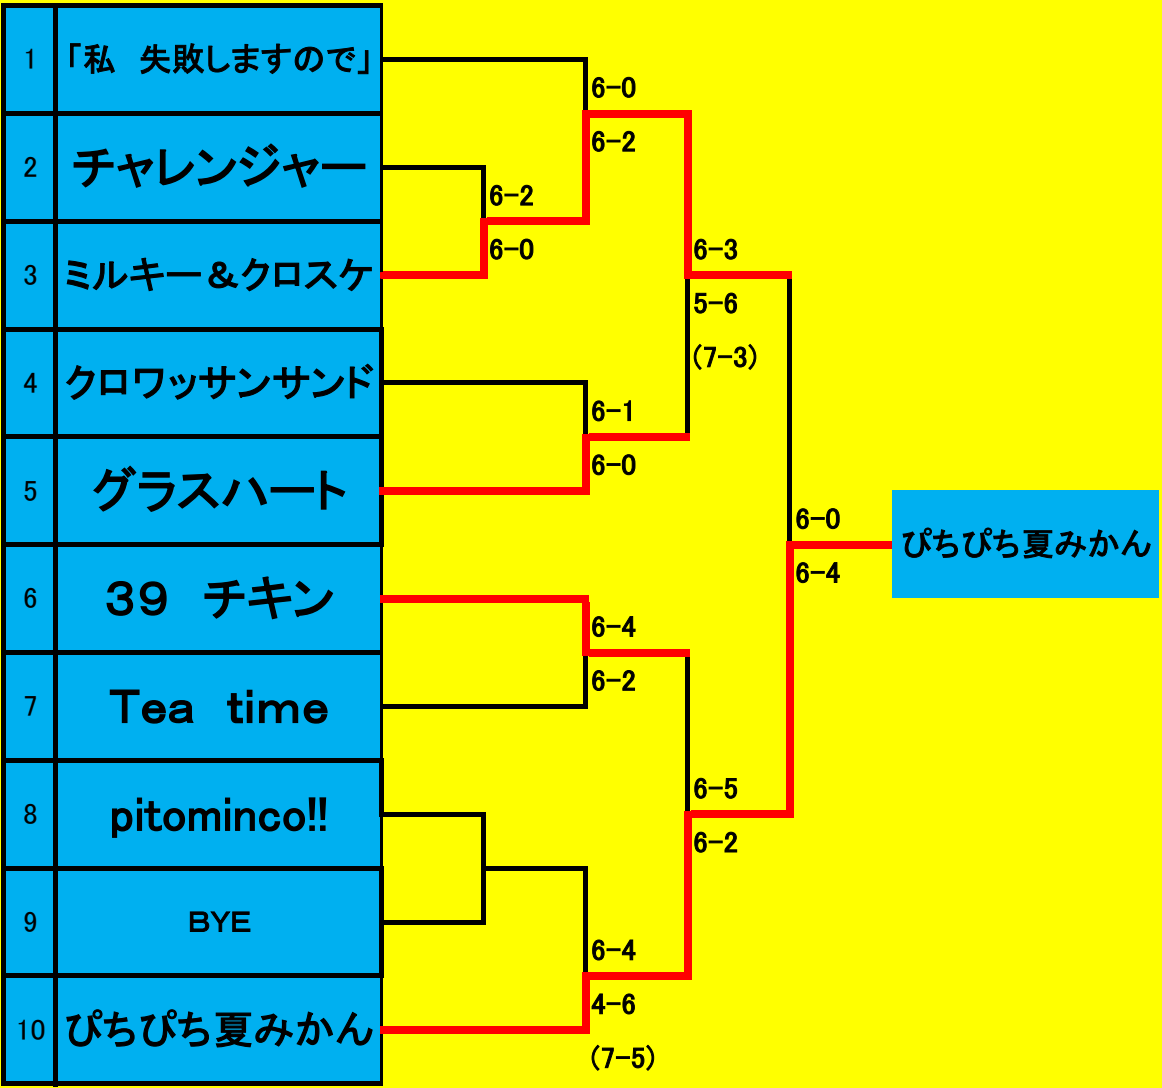 1 「私　失敗しますので」
6-0
6-2
2 チャレンジャー
6-2
6-0
3 ミルキー＆クロスケ
6-3
5-6
(7-3)
4 クロワッサンサンド
6-1
6-0
5 グラスハート
6-0
6-4
ぴちぴち夏みかん
6 ３９　チキン
6-4
6-2
7 Ｔｅａ　ｔｉｍｅ
6-5
6-2
8 pitominco!!
9 ＢＹＥ
6-4
4-6
(7-5)
10 ぴちぴち夏みかん